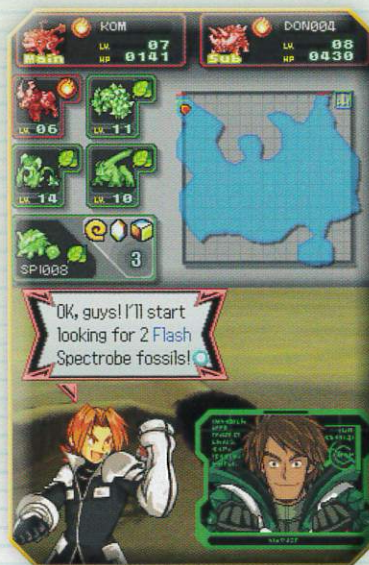 KOM
LV. 07
HP 0141
Main
DON004
LV. 08
HP 0430
Sub
LV. 06
LV. 11
LV. 14
LV. 10
SPI008
3
OK, guys! I'll start
looking for 2 Flash
Spectrobe fossils!